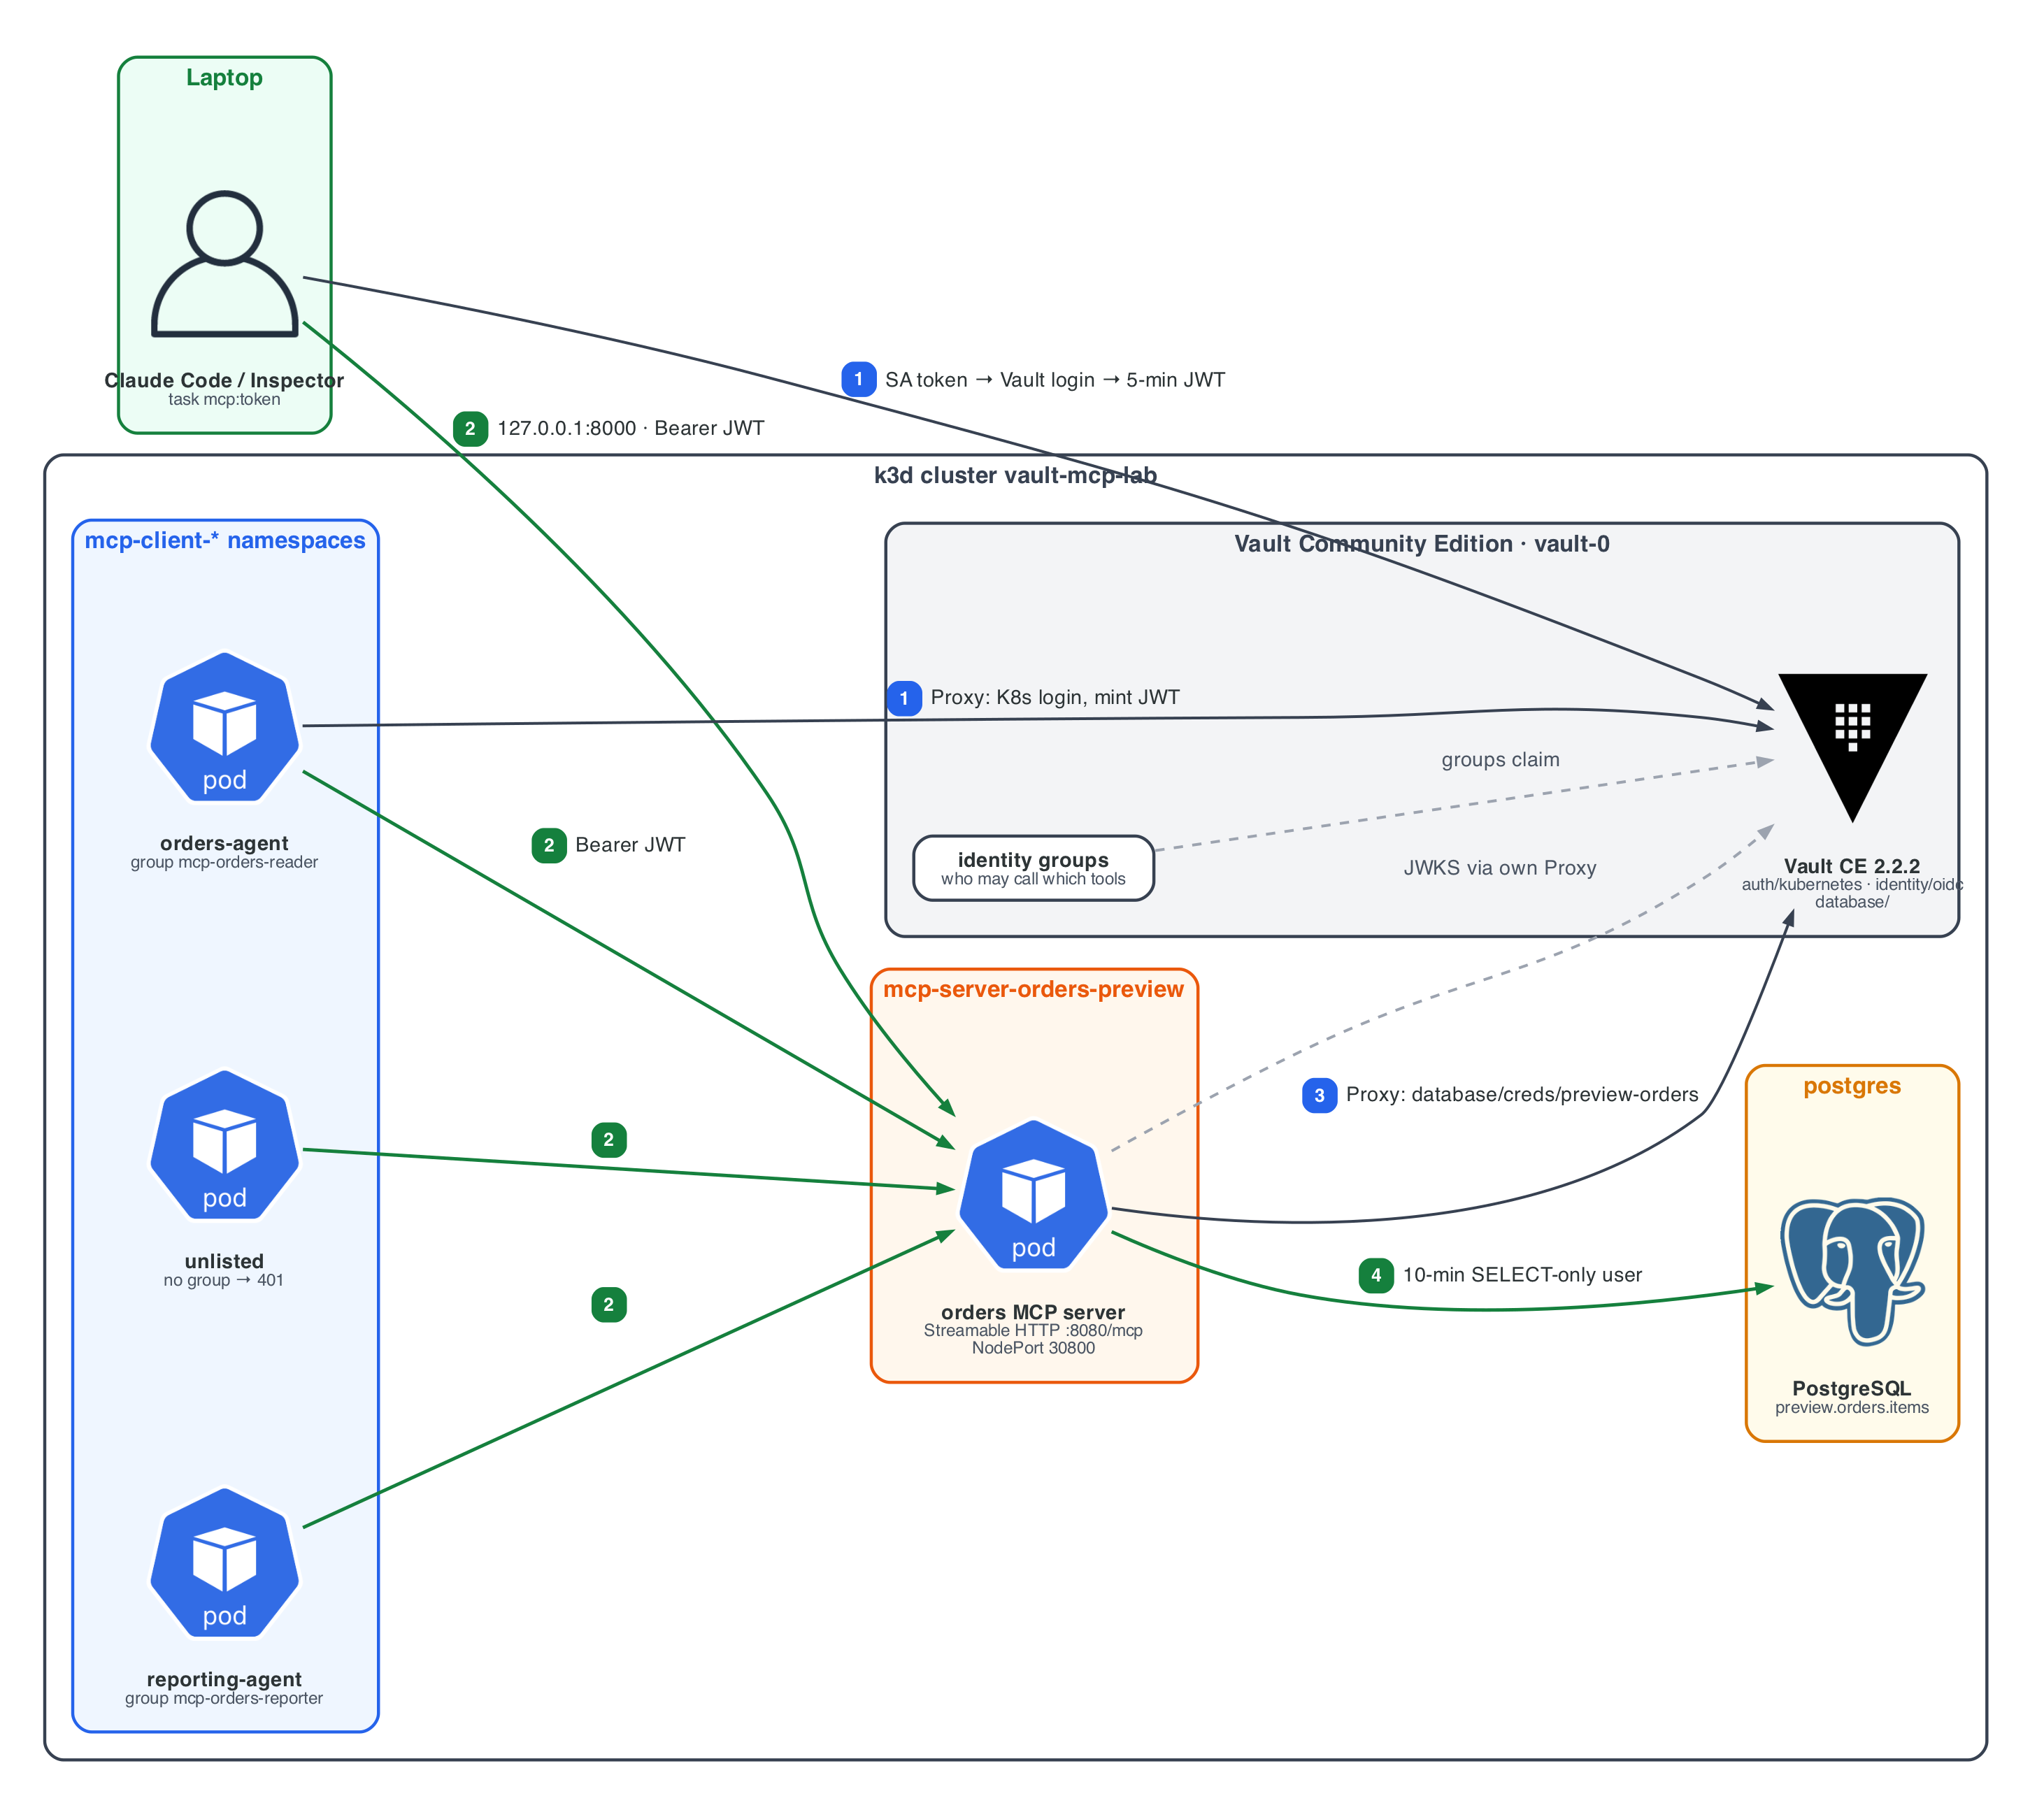 Laptop
Claude Code / Inspector
task mcp:token
1 SA token → Vault login → 5-min JWT
2 127.0.0.1:8000 · Bearer JWT
k3d cluster vault-mcp-lab
mcp-client-* namespaces
Vault Community Edition · vault-0
1 Proxy: K8s login, mint JWT
groups claim
pod
orders-agent
group mcp-orders-reader
2 Bearer JWT
identity groups
who may call which tools
JWKS via own Proxy
Vault CE 2.2.2
auth/kubernetes · identity/oidc
database/
mcp-server-orders-preview
3 Proxy: database/creds/preview-orders
postgres
2
pod
unlisted
no group → 401
pod
2
4 10-min SELECT-only user
orders MCP server
Streamable HTTP :8080/mcp
NodePort 30800
PostgreSQL
preview.orders.items
pod
reporting-agent
group mcp-orders-reporter